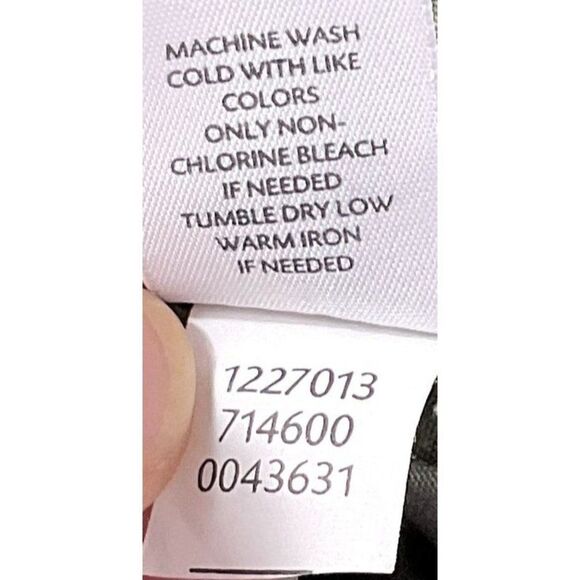 MACHINE WASH
COLD WITH LIKE
COLORS
ONLY NON-
CHLORINE BLEACH
IF NEEDED
TUMBLE DRY LOW
WARM IRON
IF NEEDED
1227013
714600
0043631